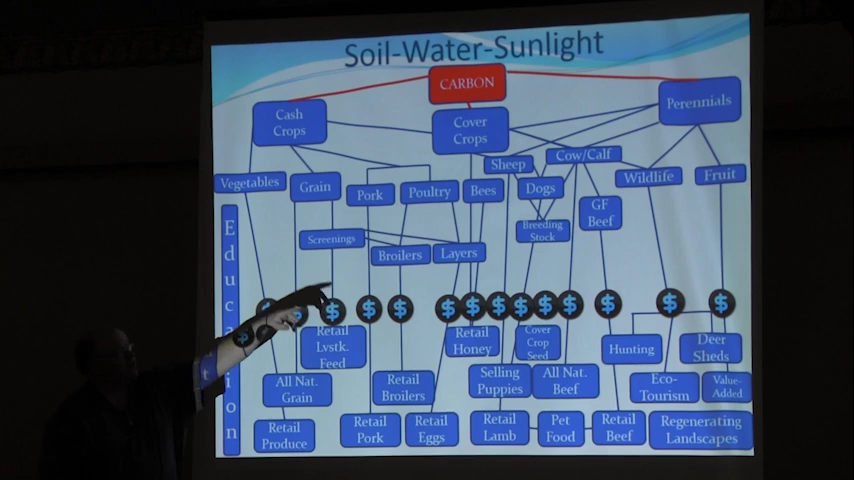 Soil-Water-Sunlight
CARBON
Cash
Crops
Cover
Crops
Perennials
Vegetables
Grain
Pork
Poultry
Bees
Sheep
Dogs
Cow/Calf
GF
Beef
Wildlife
Fruit
Screenings
Broilers
Layers
Breeding
Stock
$ $ $ $ $ $ $ $ $ $ $ $
Retail
Lvstk.
Feed
Retail
Honey
Cover
Crop
Seed
Hunting
Deer
Sheds
All Nat.
Grain
Retail
Broilers
Selling
Puppies
All Nat.
Beef
Eco-
Tourism
Value-
Added
Retail
Produce
Retail
Pork
Retail
Eggs
Retail
Lamb
Pet
Food
Retail
Beef
Regenerating
Landscapes
E
d
u
c
a
t
i
o
n